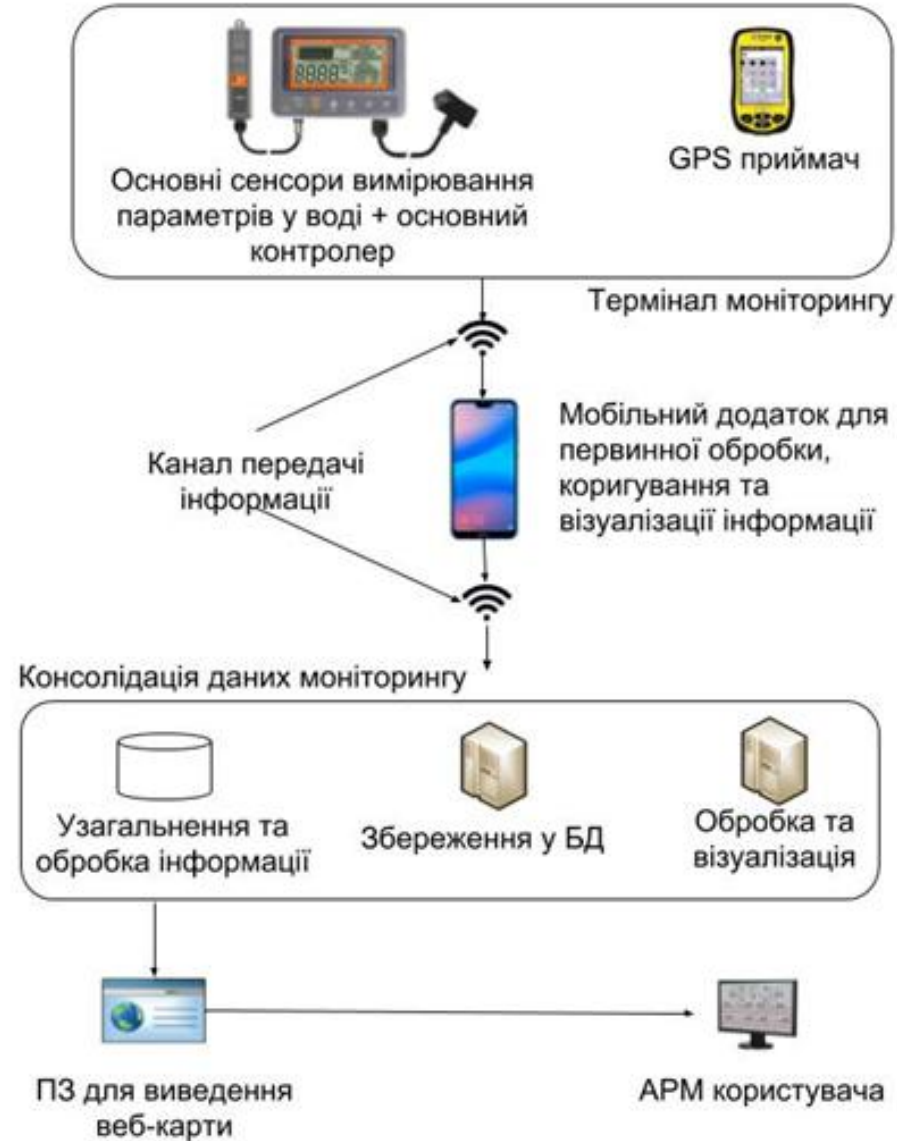 Основні сенсори вимірювання
параметрів у воді + основний
контролер
GPS приймач
Термінал моніторингу
Мобільний додаток для
первинної обробки,
коригування та
візуалізації інформації
Канал передачі
інформації
Консолідація даних моніторингу
Узагальнення та
обробка інформації
Збереження у БД
Обробка та
візуалізація
ПЗ для виведення
веб-карти
АРМ користувача